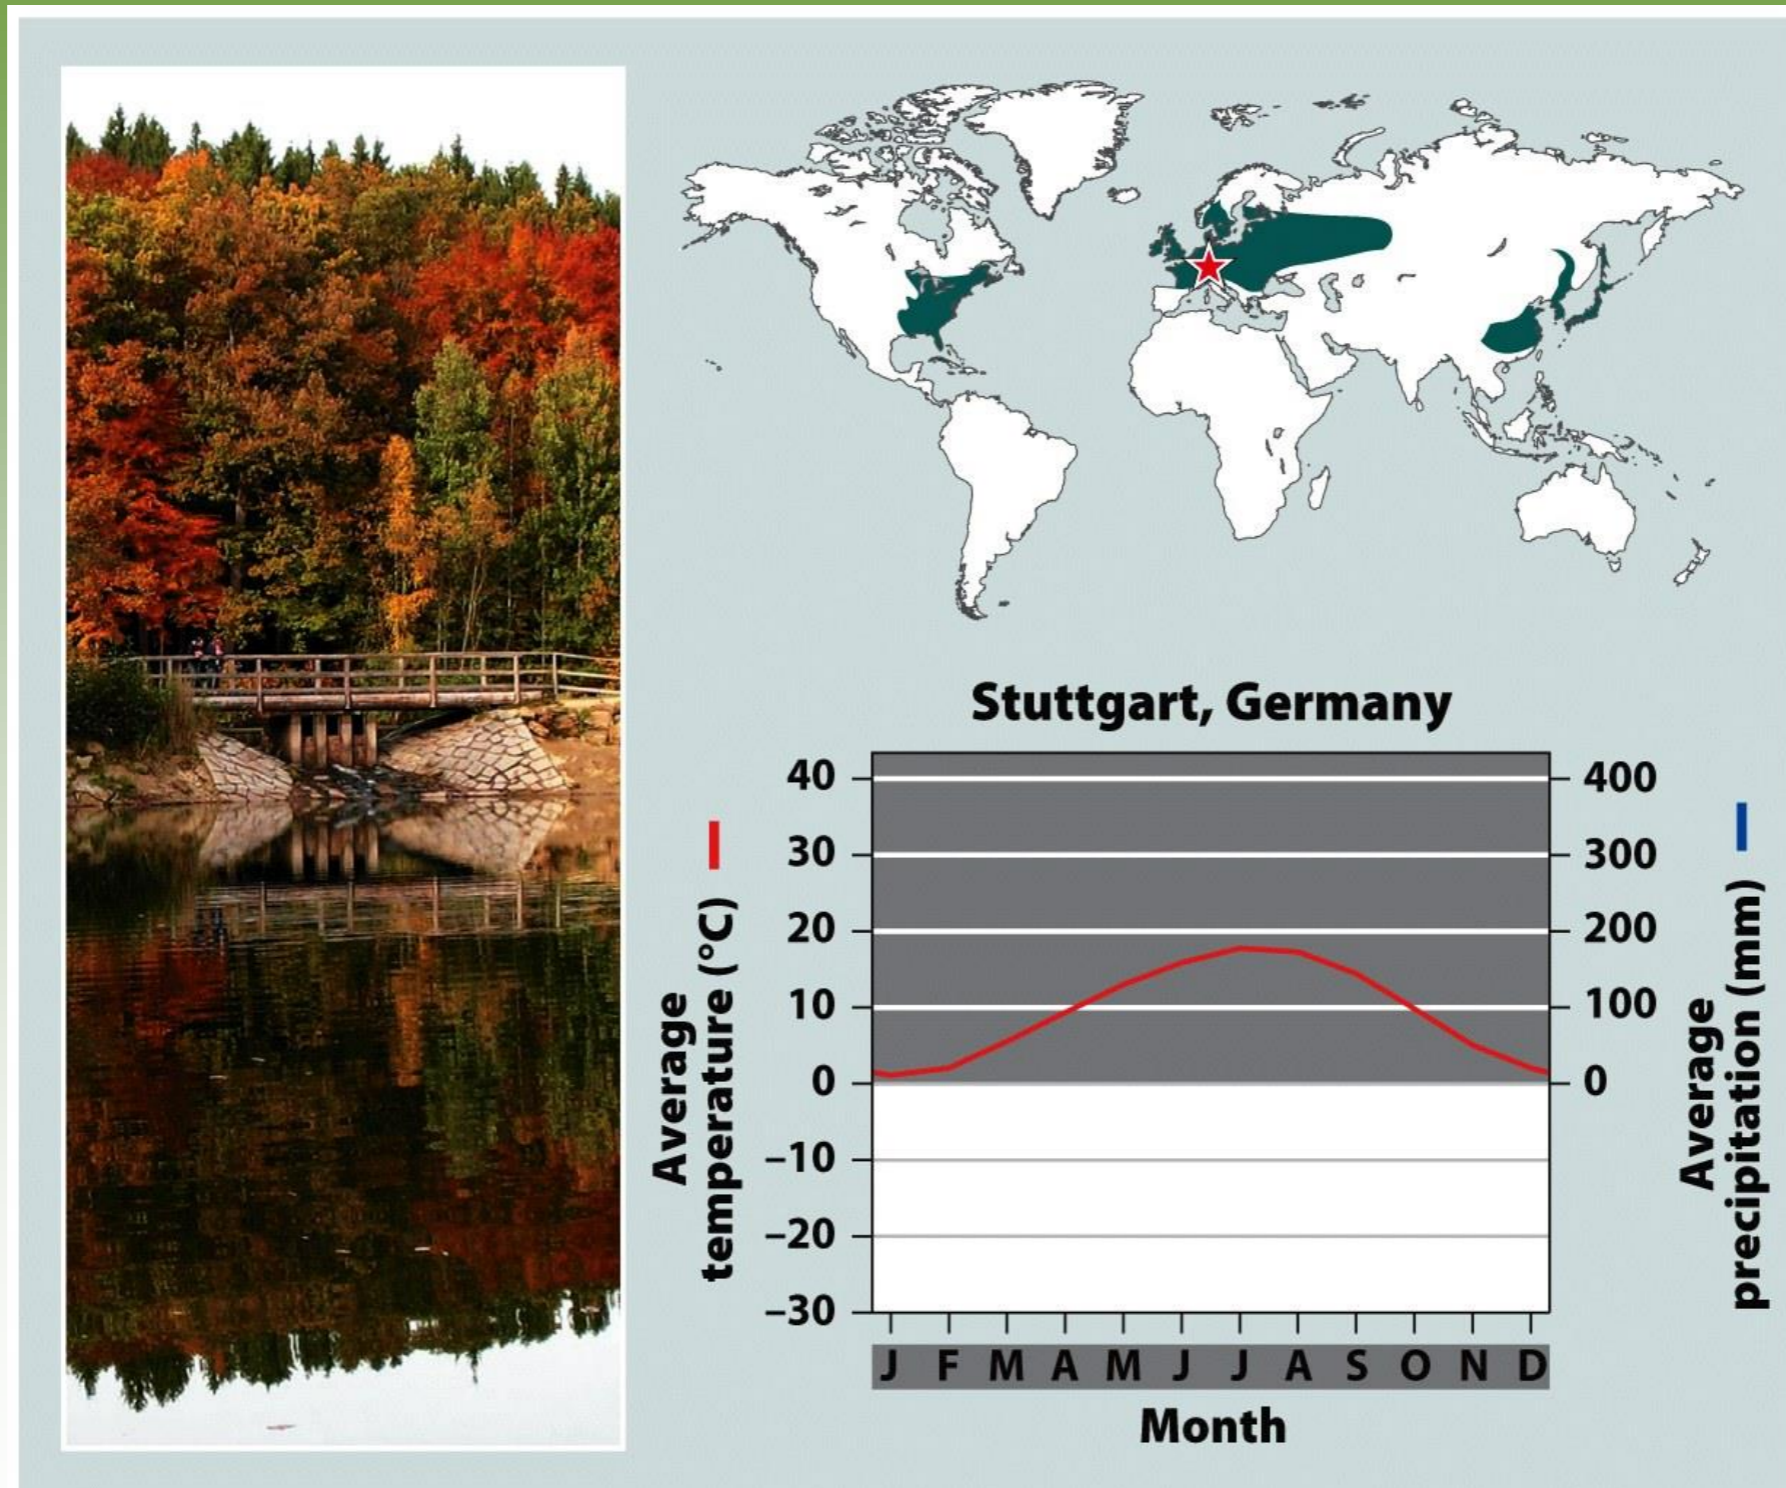 Stuttgart, Germany
Average
temperature (°C)
40
30
20
10
0
–10
–20
–30
400
300
200
100
0
Average
precipitation (mm)
J F M A M J J A S O N D
Month